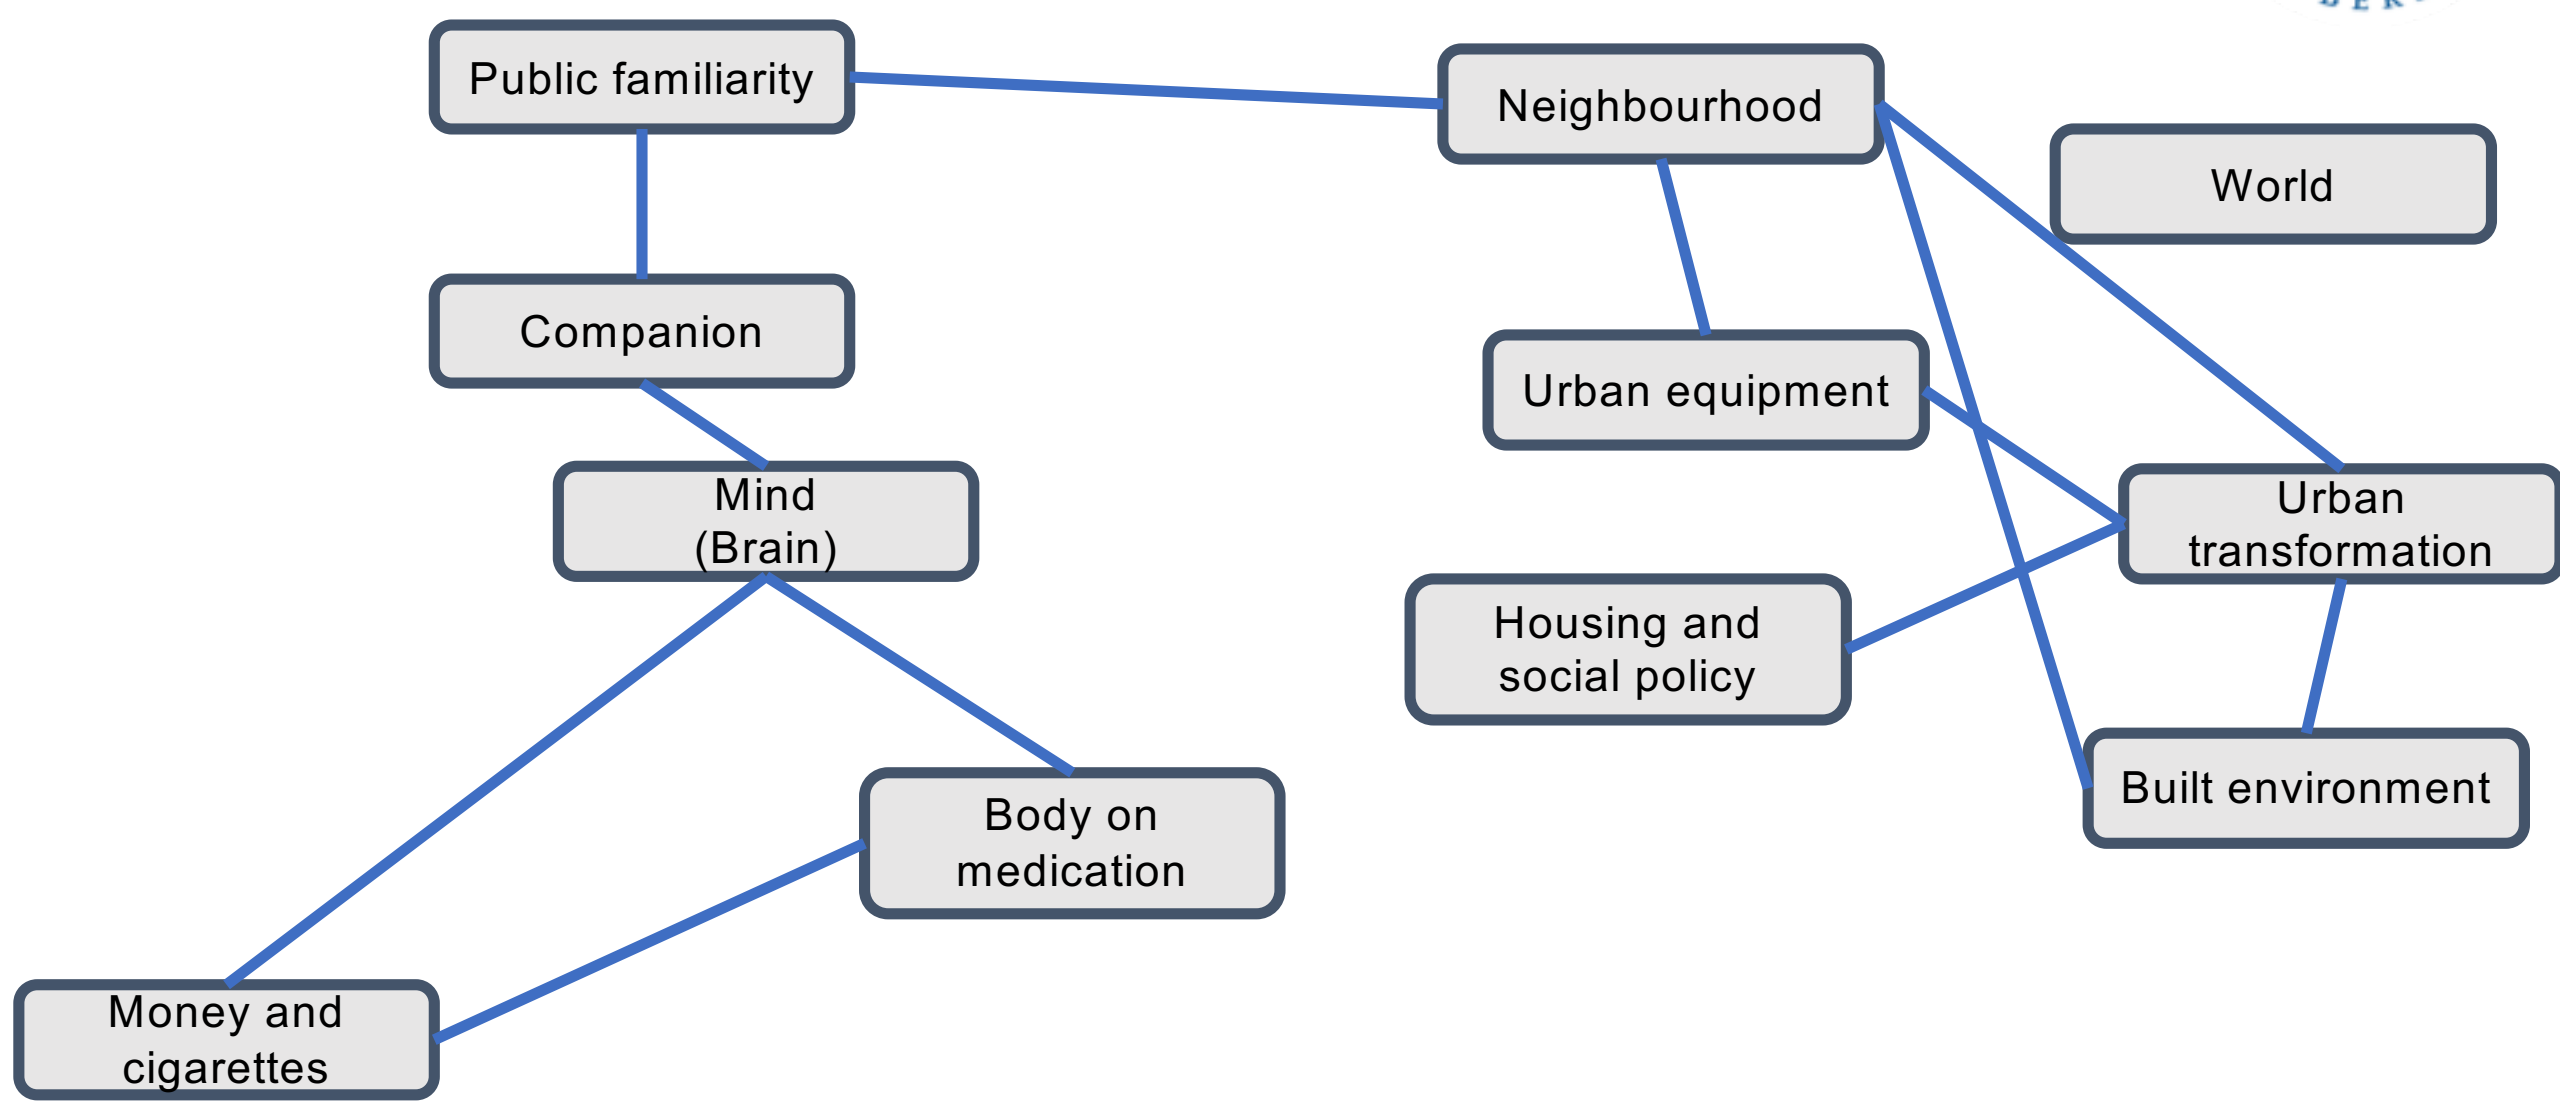 Public familiarity
Neighbourhood
World
Companion
Urban equipment
Mind
(Brain)
Urban
transformation
Housing and
social policy
Built environment
Body on
medication
Money and
cigarettes